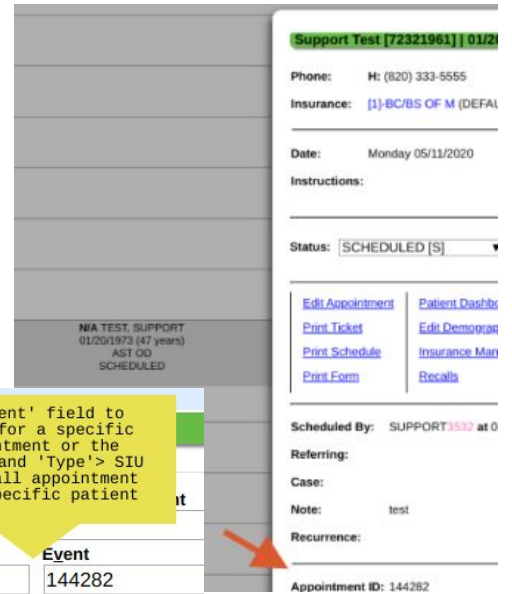 Support Test [72321961] | 01/20
Phone: H: (820) 333-5555
Insurance: [1]-BC/BS OF M (DEFAU
Date: Monday 05/11/2020
Instructions:
Status: SCHEDULED [S]
Edit Appointment Patient Dashbo
Print Ticket Edit Demograp
Print Schedule Insurance Man
Print Form Recalls
N/A TEST, SUPPORT
01/20/1973 (47 years)
AST OD
SCHEDULED
Scheduled By: SUPPORT3532 at 0
Referring:
Case:
Note: test
Recurrence:
Appointment ID: 144282
ent' field to
for a specific
ntment or the
and 'Type'> SIU
all appointment
pecific patient
nt
Event
144282